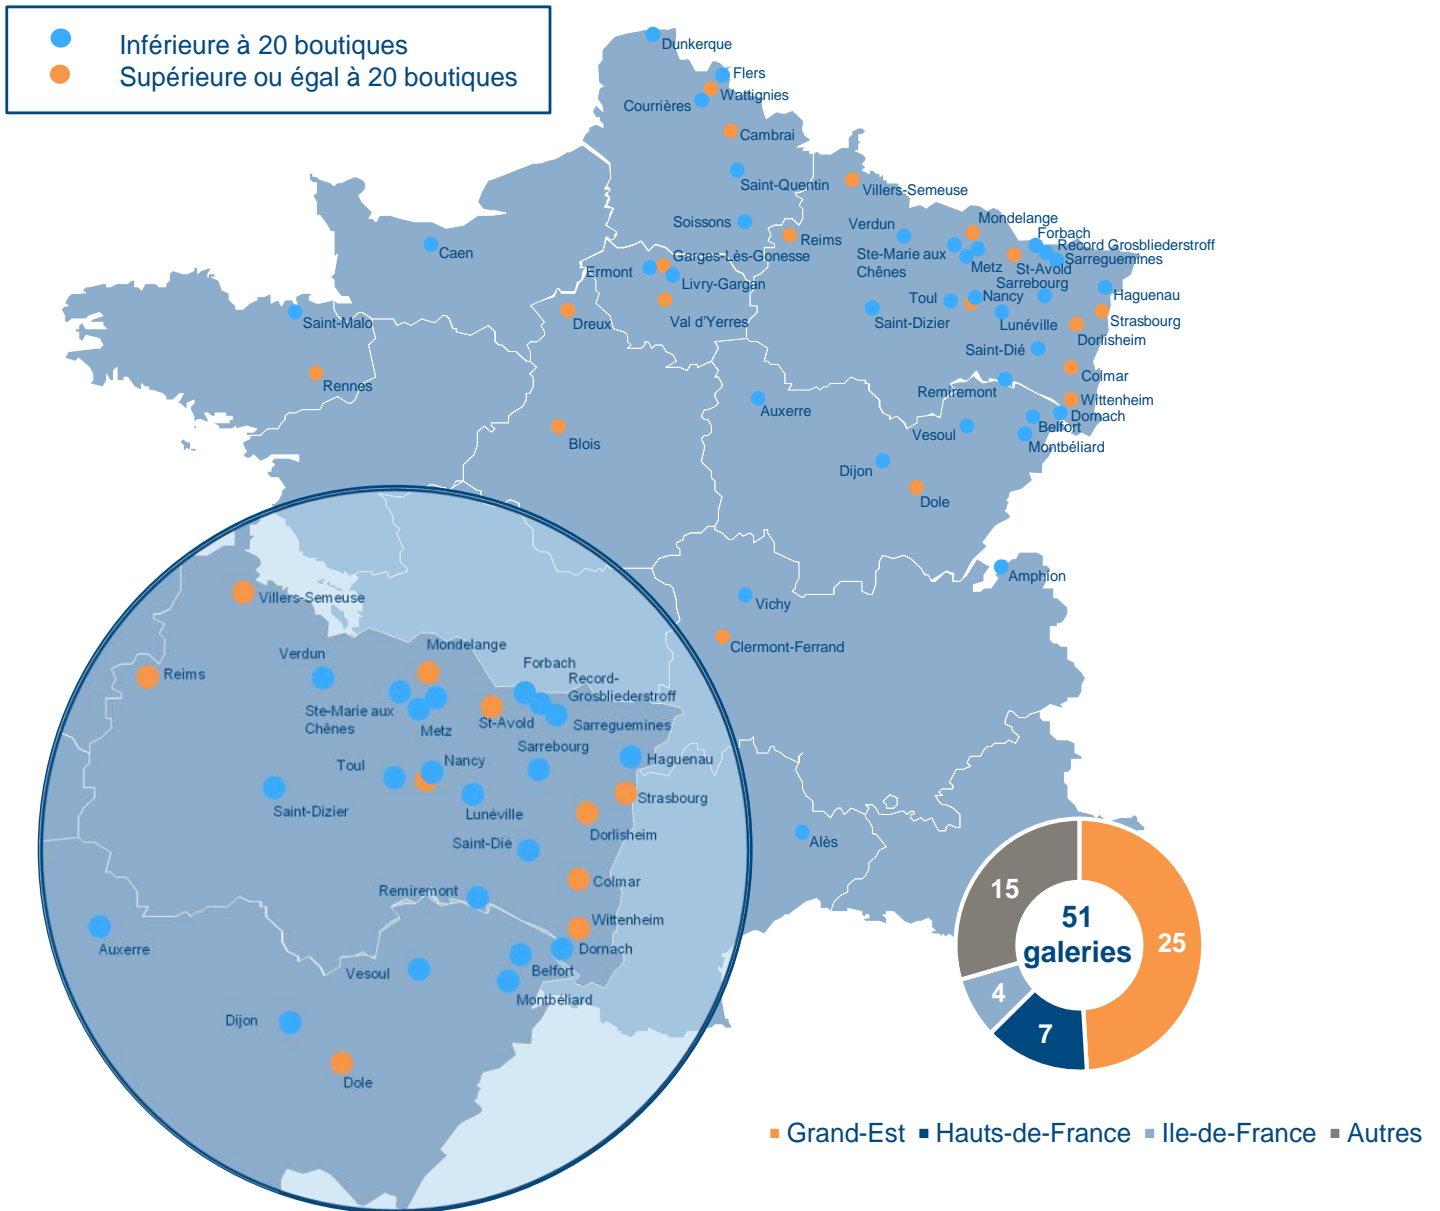 Inférieure à 20 boutiques
Supérieure ou égal à 20 boutiques
Dunkerque
Flers
Wattignies
Courrières
Cambrai
Saint-Quentin
Villers-Semeuse
Soissons
Reims
Verdun
Mondelange
Forbach
Record Grosbliederstroff
Sarreguemines
Ste-Marie aux
Chênes
Metz
St-Avold
Sarrebourg
Caen
Garges-Lès-Gonesse
Ermont
Livry-Gargan
Val d'Yerres
Haguenau
Toul
Nancy
Saint-Dizier
Lunéville
Strasbourg
Dorlisheim
Saint-Malo
Dreux
Saint-Dié
Colmar
Rennes
Remiremont
Wittenheim
Auxerre
Dornach
Belfort
Vesoul
Montbéliard
Blois
Dijon
Dole
Amphion
Vichy
Clermont-Ferrand
Alès
Villers-Semeuse
Mondelange
Verdun
Forbach
Reims
Record-
Grosbliederstroff
Ste-Marie aux
Chênes
Metz
St-Avold
Sarreguemines
Sarrebourg
Toul
Nancy
Haguenau
Saint-Dizier
Lunéville
Strasbourg
Dorlisheim
Saint-Dié
Colmar
Remiremont
Wittenheim
Auxerre
Dornach
Vesoul
Belfort
Montbéliard
Dijon
Dole
15
51
galeries
25
4
7
Grand-Est Hauts-de-France Ile-de-France Autres